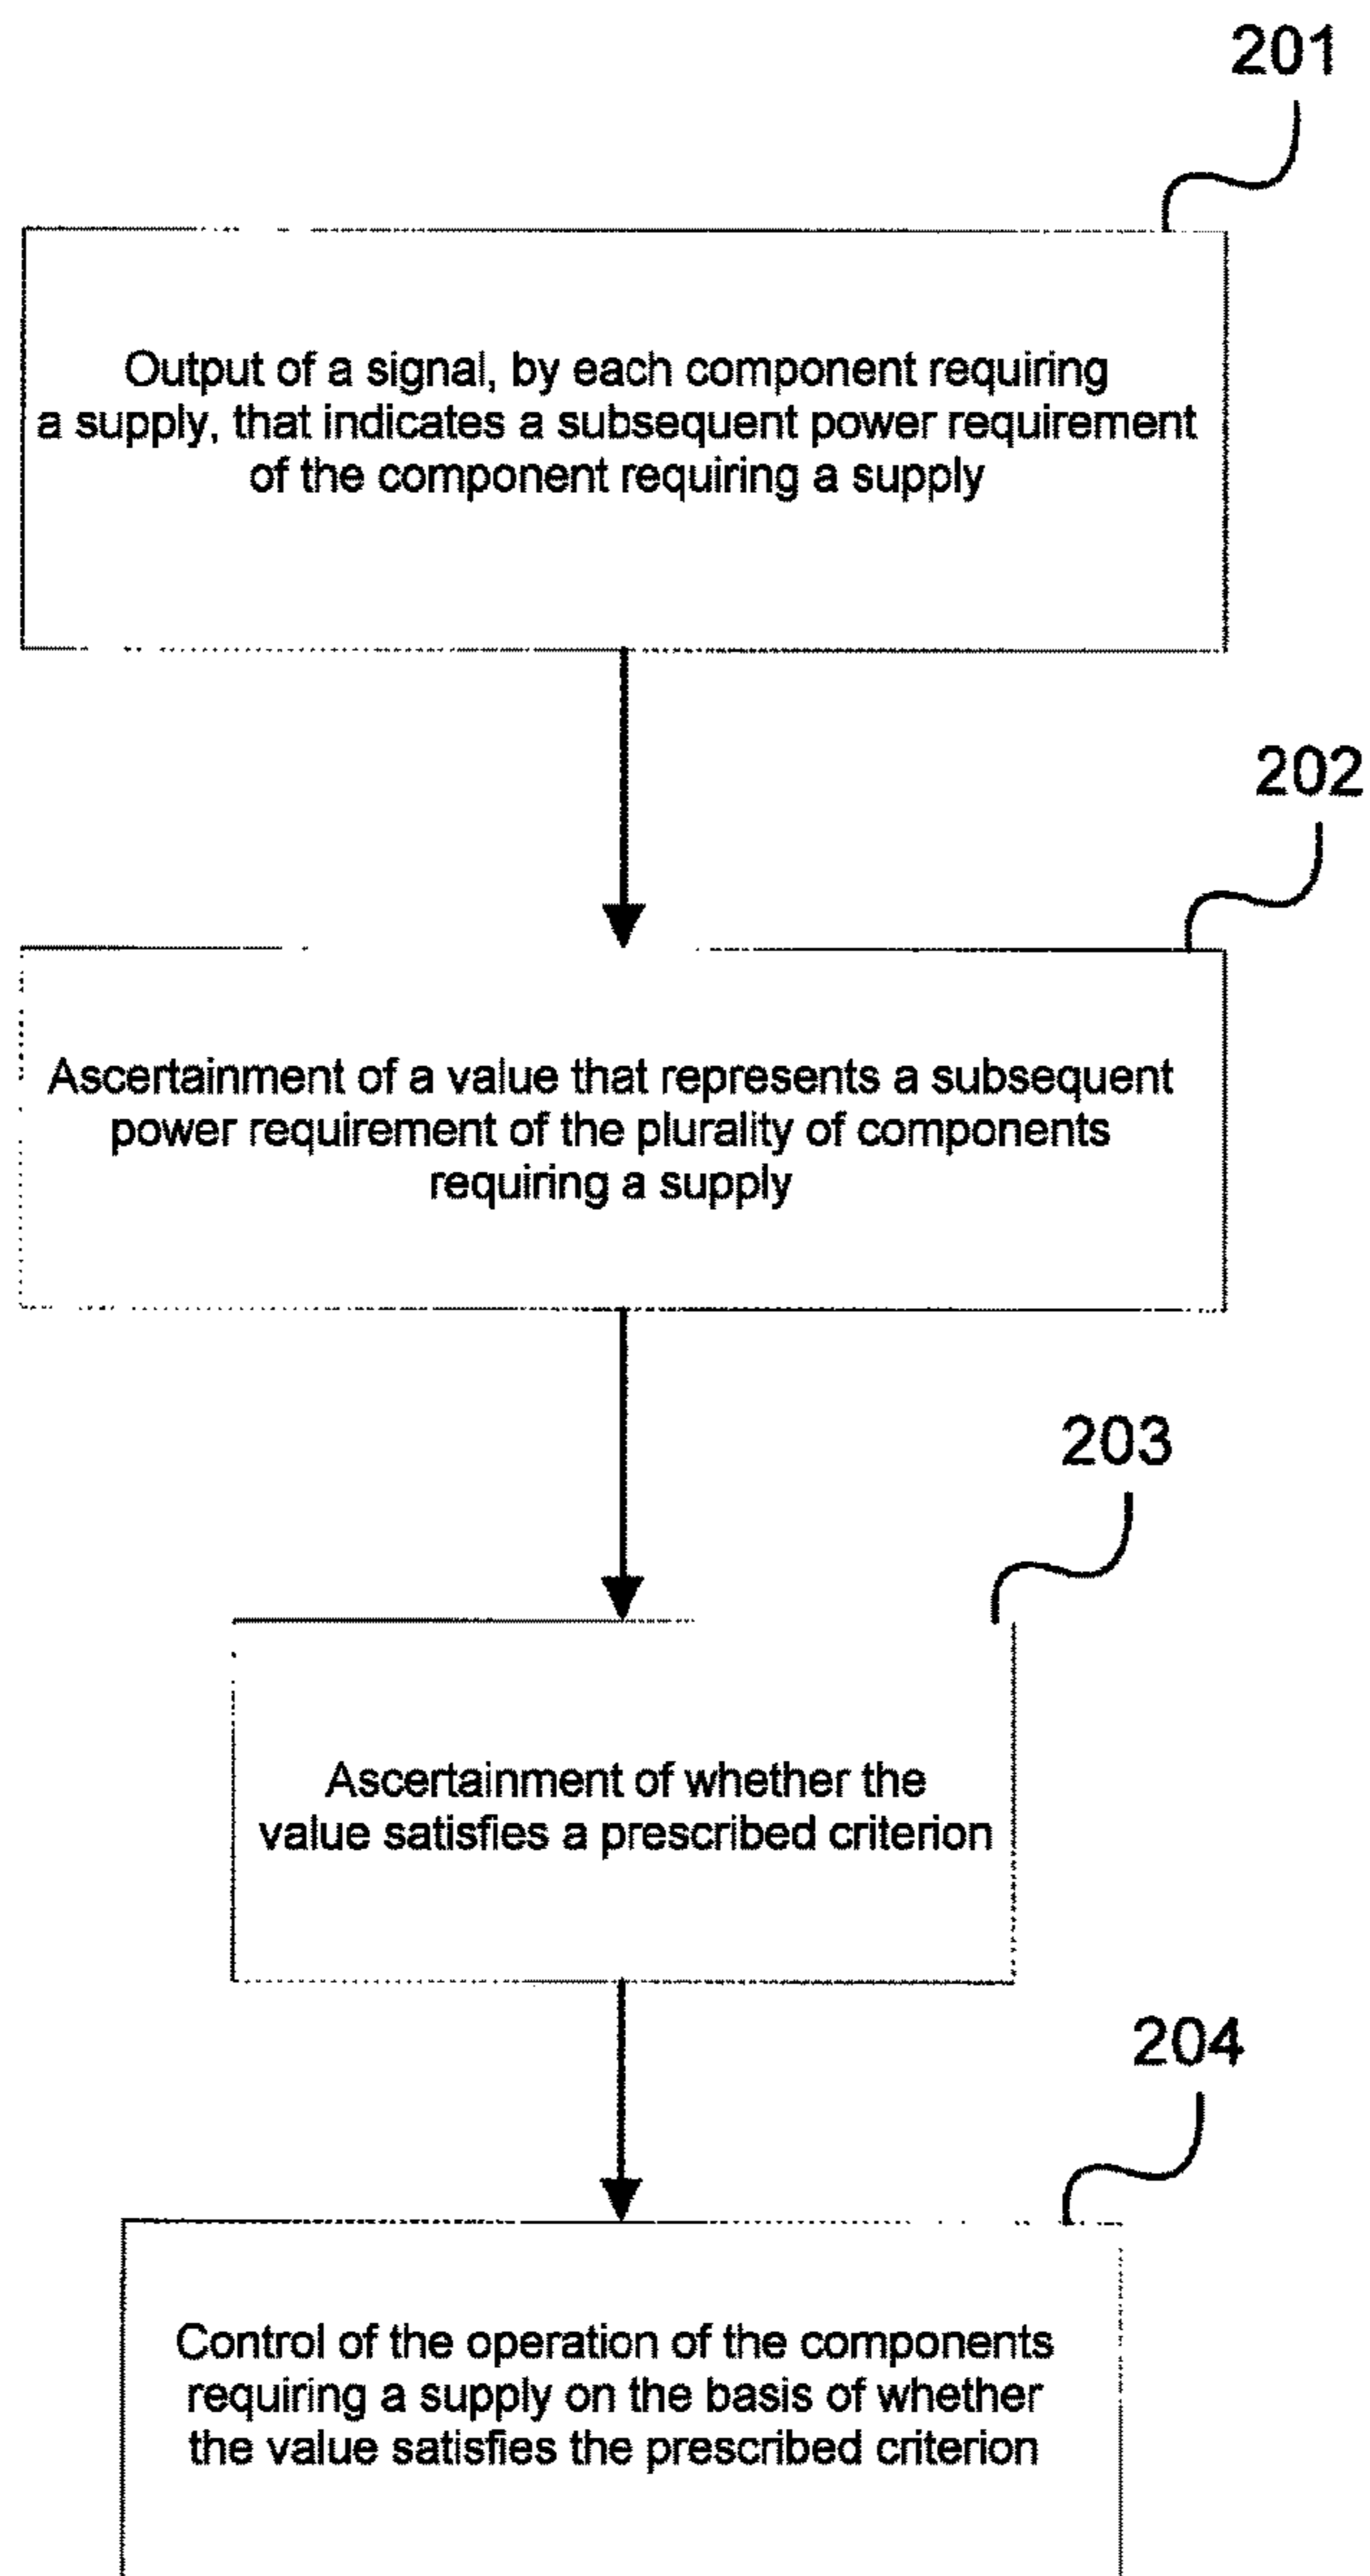 201
Output of a signal, by each component requiring
a supply, that indicates a subsequent power requirement
of the component requiring a supply
202
Ascertainment of a value that represents a subsequent
power requirement of the plurality of components
requiring a supply
203
Ascertainment of whether the
value satisfies a prescribed criterion
204
Control of the operation of the components
requiring a supply on the basis of whether
the value satisfies the prescribed criterion